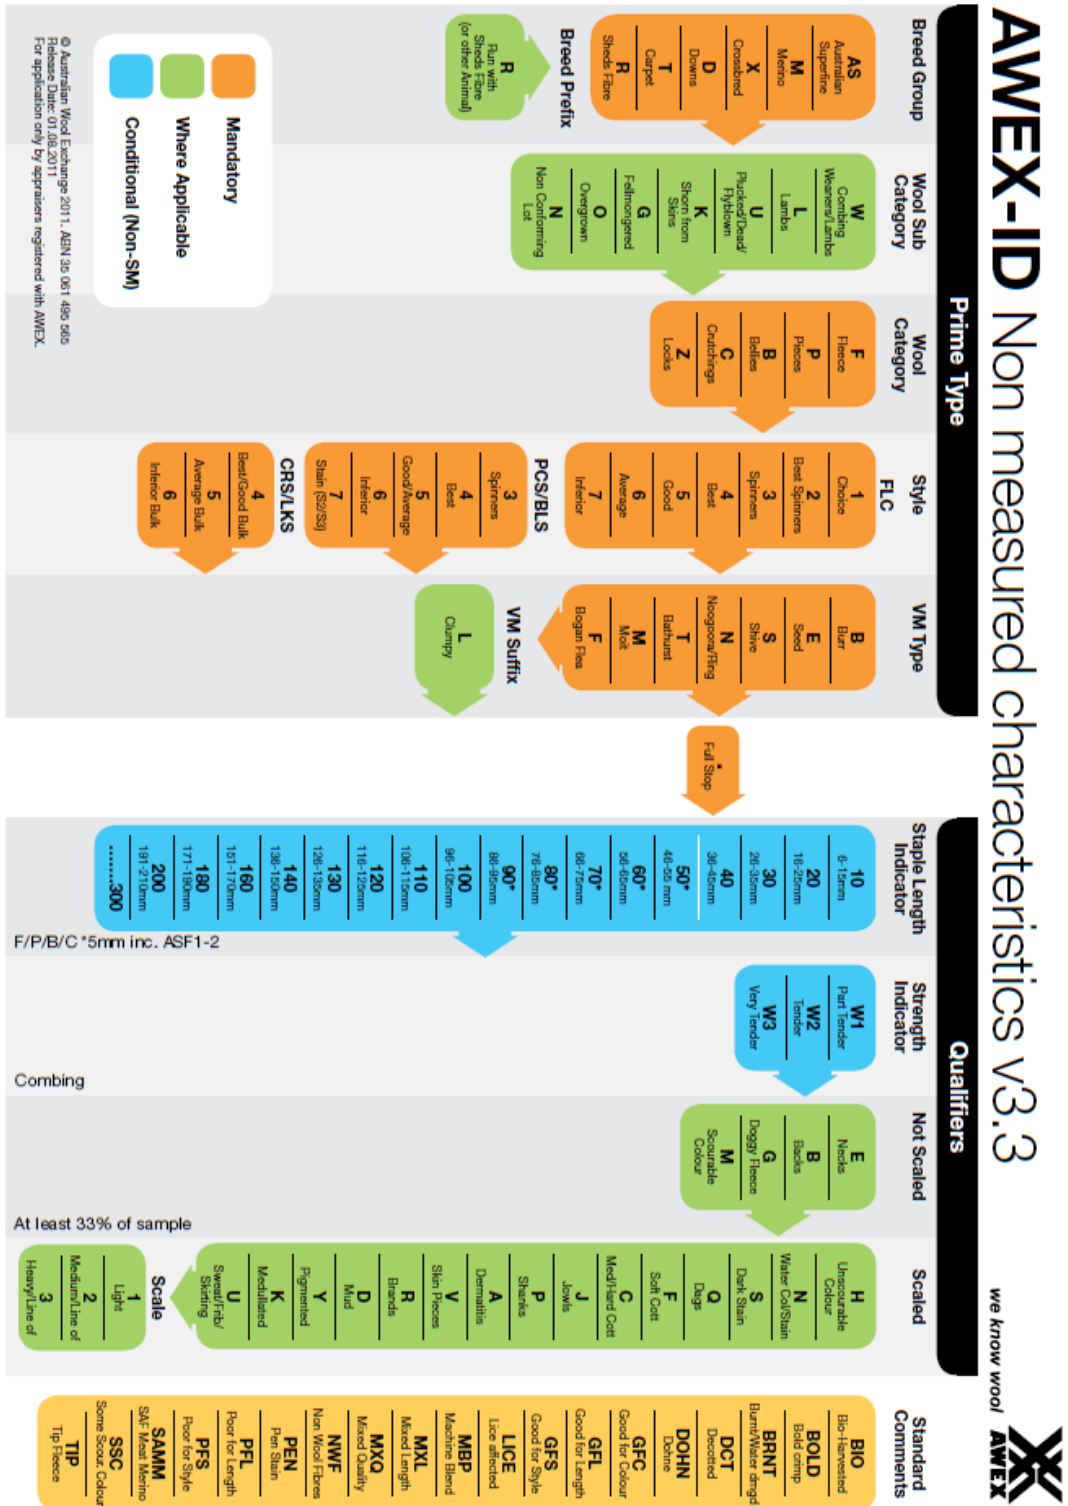 AWEX-ID Non measured characteristics v3.3
we know wool AWEX
Prime Type
Qualifiers
Breed Group
AS
Australian
Superfine
M
Merino
X
Crossbred
D
Downs
T
Carpet
R
Sheds Fibre
Breed Prefix
R
Run with
Sheds Fibre
(or other Animal)
Wool Sub
Category
W
Combing
Weaners/Lambs
L
Lambs
U
Plucked/Dead/
Flyblown
K
Shorn from
Skins
G
Fellmongered
O
Overgrown
N
Non Conforming
Lot
Wool
Category
F
Fleece
P
Pieces
B
Bellies
C
Crutchings
Z
Locks
Style
FLC
1
Choice
2
Best Spinners
3
Spinners
4
Best
5
Good
6
Average
7
Inferior
PCS/BLS
3
Spinners
4
Best
5
Good/Average
6
Inferior
7
Stain (S2/S3)
CRS/LKS
4
Best/Good Bulk
5
Average Bulk
6
Inferior Bulk
VM Type
B
Burr
E
Seed
S
Shive
N
Noogoora/Ring
T
Bathurst
M
Moit
F
Bogan Flea
VM Suffix
L
Clumpy
.
Full Stop
Staple Length
Indicator
10
6-15mm
20
16-25mm
30
26-35mm
40
36-45mm
50*
46-55 mm
60*
56-65mm
70*
66-75mm
80*
76-85mm
90*
86-95mm
100
96-105mm
110
106-115mm
120
116-125mm
130
126-135mm
140
136-150mm
160
151-170mm
180
171-190mm
200
191-210mm
........300
F/P/B/C *5mm inc. ASF1-2
Strength
Indicator
W1
Part Tender
W2
Tender
W3
Very Tender
Combing
Not Scaled
E
Necks
B
Backs
G
Doggy Fleece
M
Scourable
Colour
At least 33% of sample
Scaled
H
Unscourable
Colour
N
Water Col/Stain
S
Dark Stain
Q
Dags
F
Soft Cott
C
Med/Hard Cott
J
Jowls
P
Shanks
A
Dermatitis
V
Skin Pieces
R
Brands
D
Mud
Y
Pigmented
K
Medulated
U
Sweat/Frib/
Skirting
Scale
1
Light
2
Medium/Line of
3
Heavy/Line of
Standard
Comments
BIO
Bio-Harvested
BOLD
Bold crimp
BRNT
Burnt/Water dmgd
DCT
Decotted
DOHN
Dohne
GFC
Good for Colour
GFL
Good for Length
GFS
Good for Style
LICE
Lice affected
MBP
Machine Blend
MXL
Mixed Length
MXQ
Mixed Quality
NWF
Non Wool Fibres
PEN
Pen Stain
PFL
Poor for Length
PFS
Poor for Style
SAMM
SAF Meat Merino
SSC
Some Scour. Colour
TIP
Tip Fleece
Mandatory
Where Applicable
Conditional (Non-SM)
© Australian Wool Exchange 2011. ABN 35 061 495 565
Release Date: 01.08.2011
For application only by appraisers registered with AWEX.